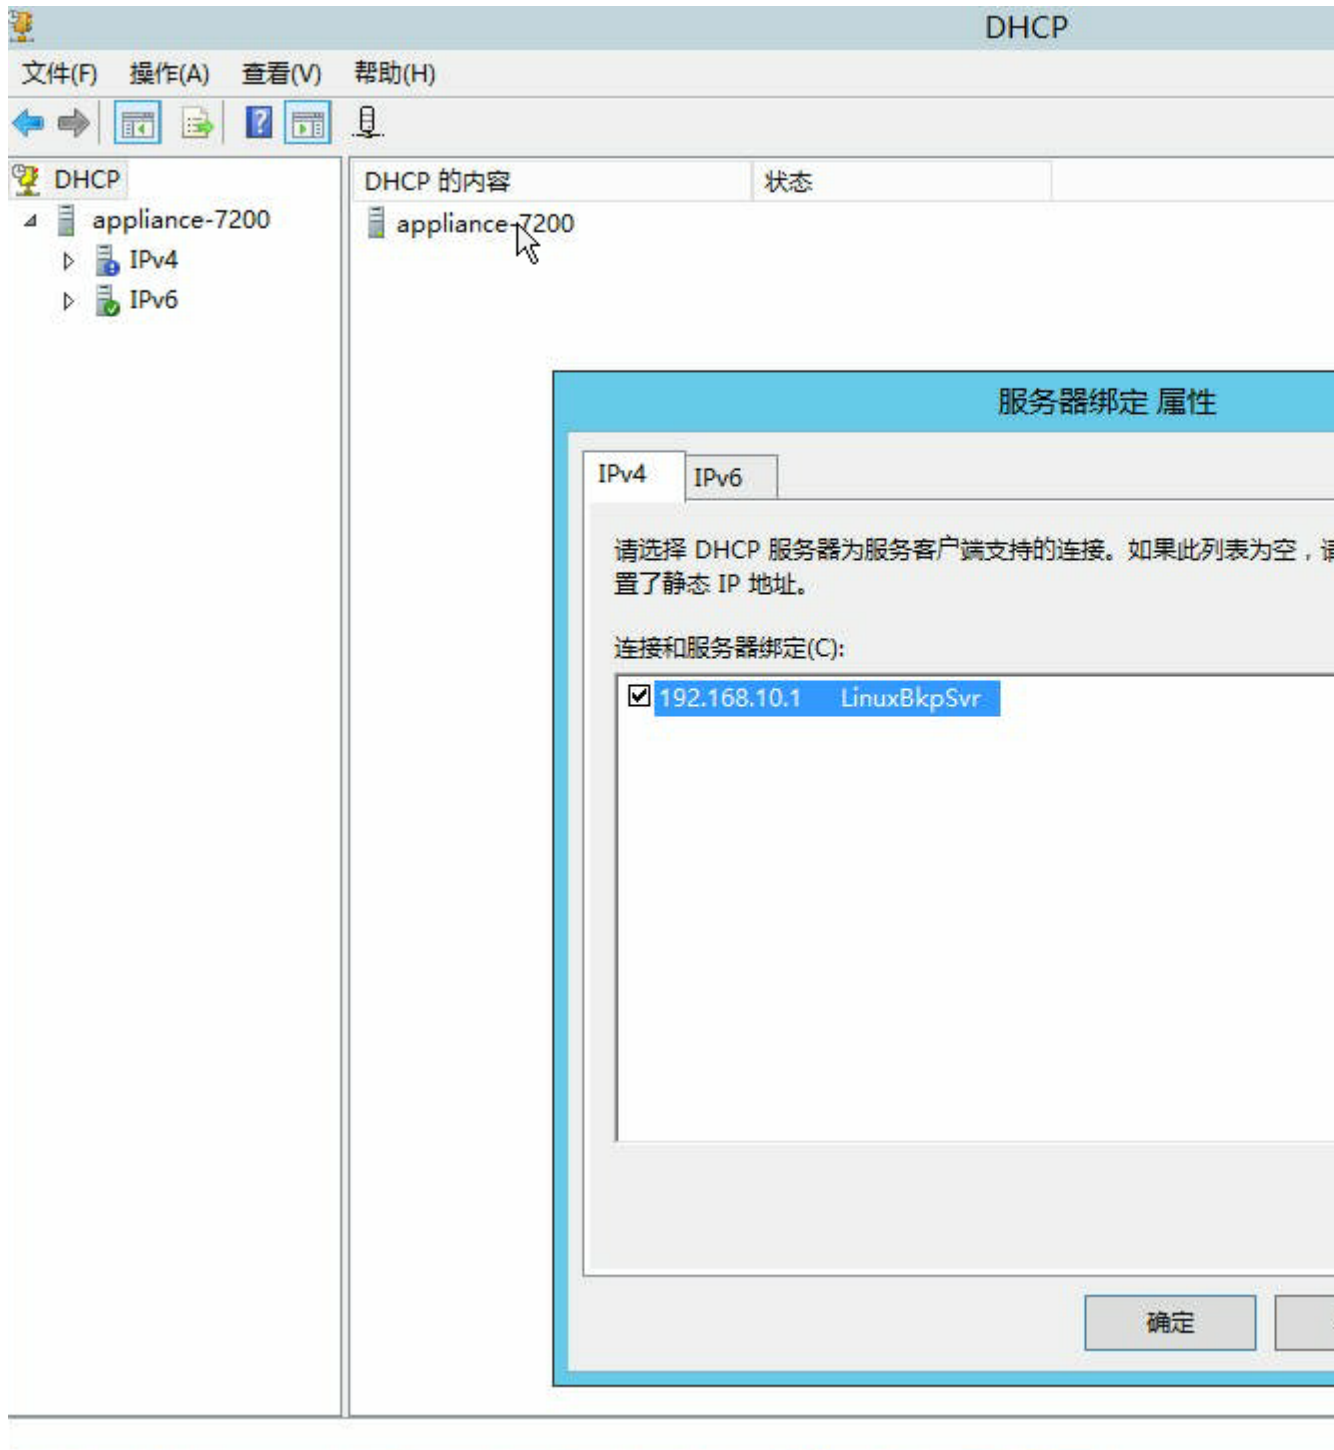 DHCP
文件(F) 操作(A) 查看(V) 帮助(H)
DHCP
appliance-7200
IPv4
IPv6
DHCP 的内容 状态
appliance-7200
服务器绑定 属性
IPv4 IPv6
请选择 DHCP 服务器为服务客户端支持的连接。如果此列表为空，
置了静态 IP 地址。
连接和服务器绑定(C):
192.168.10.1 LinuxBkpSvr
确定